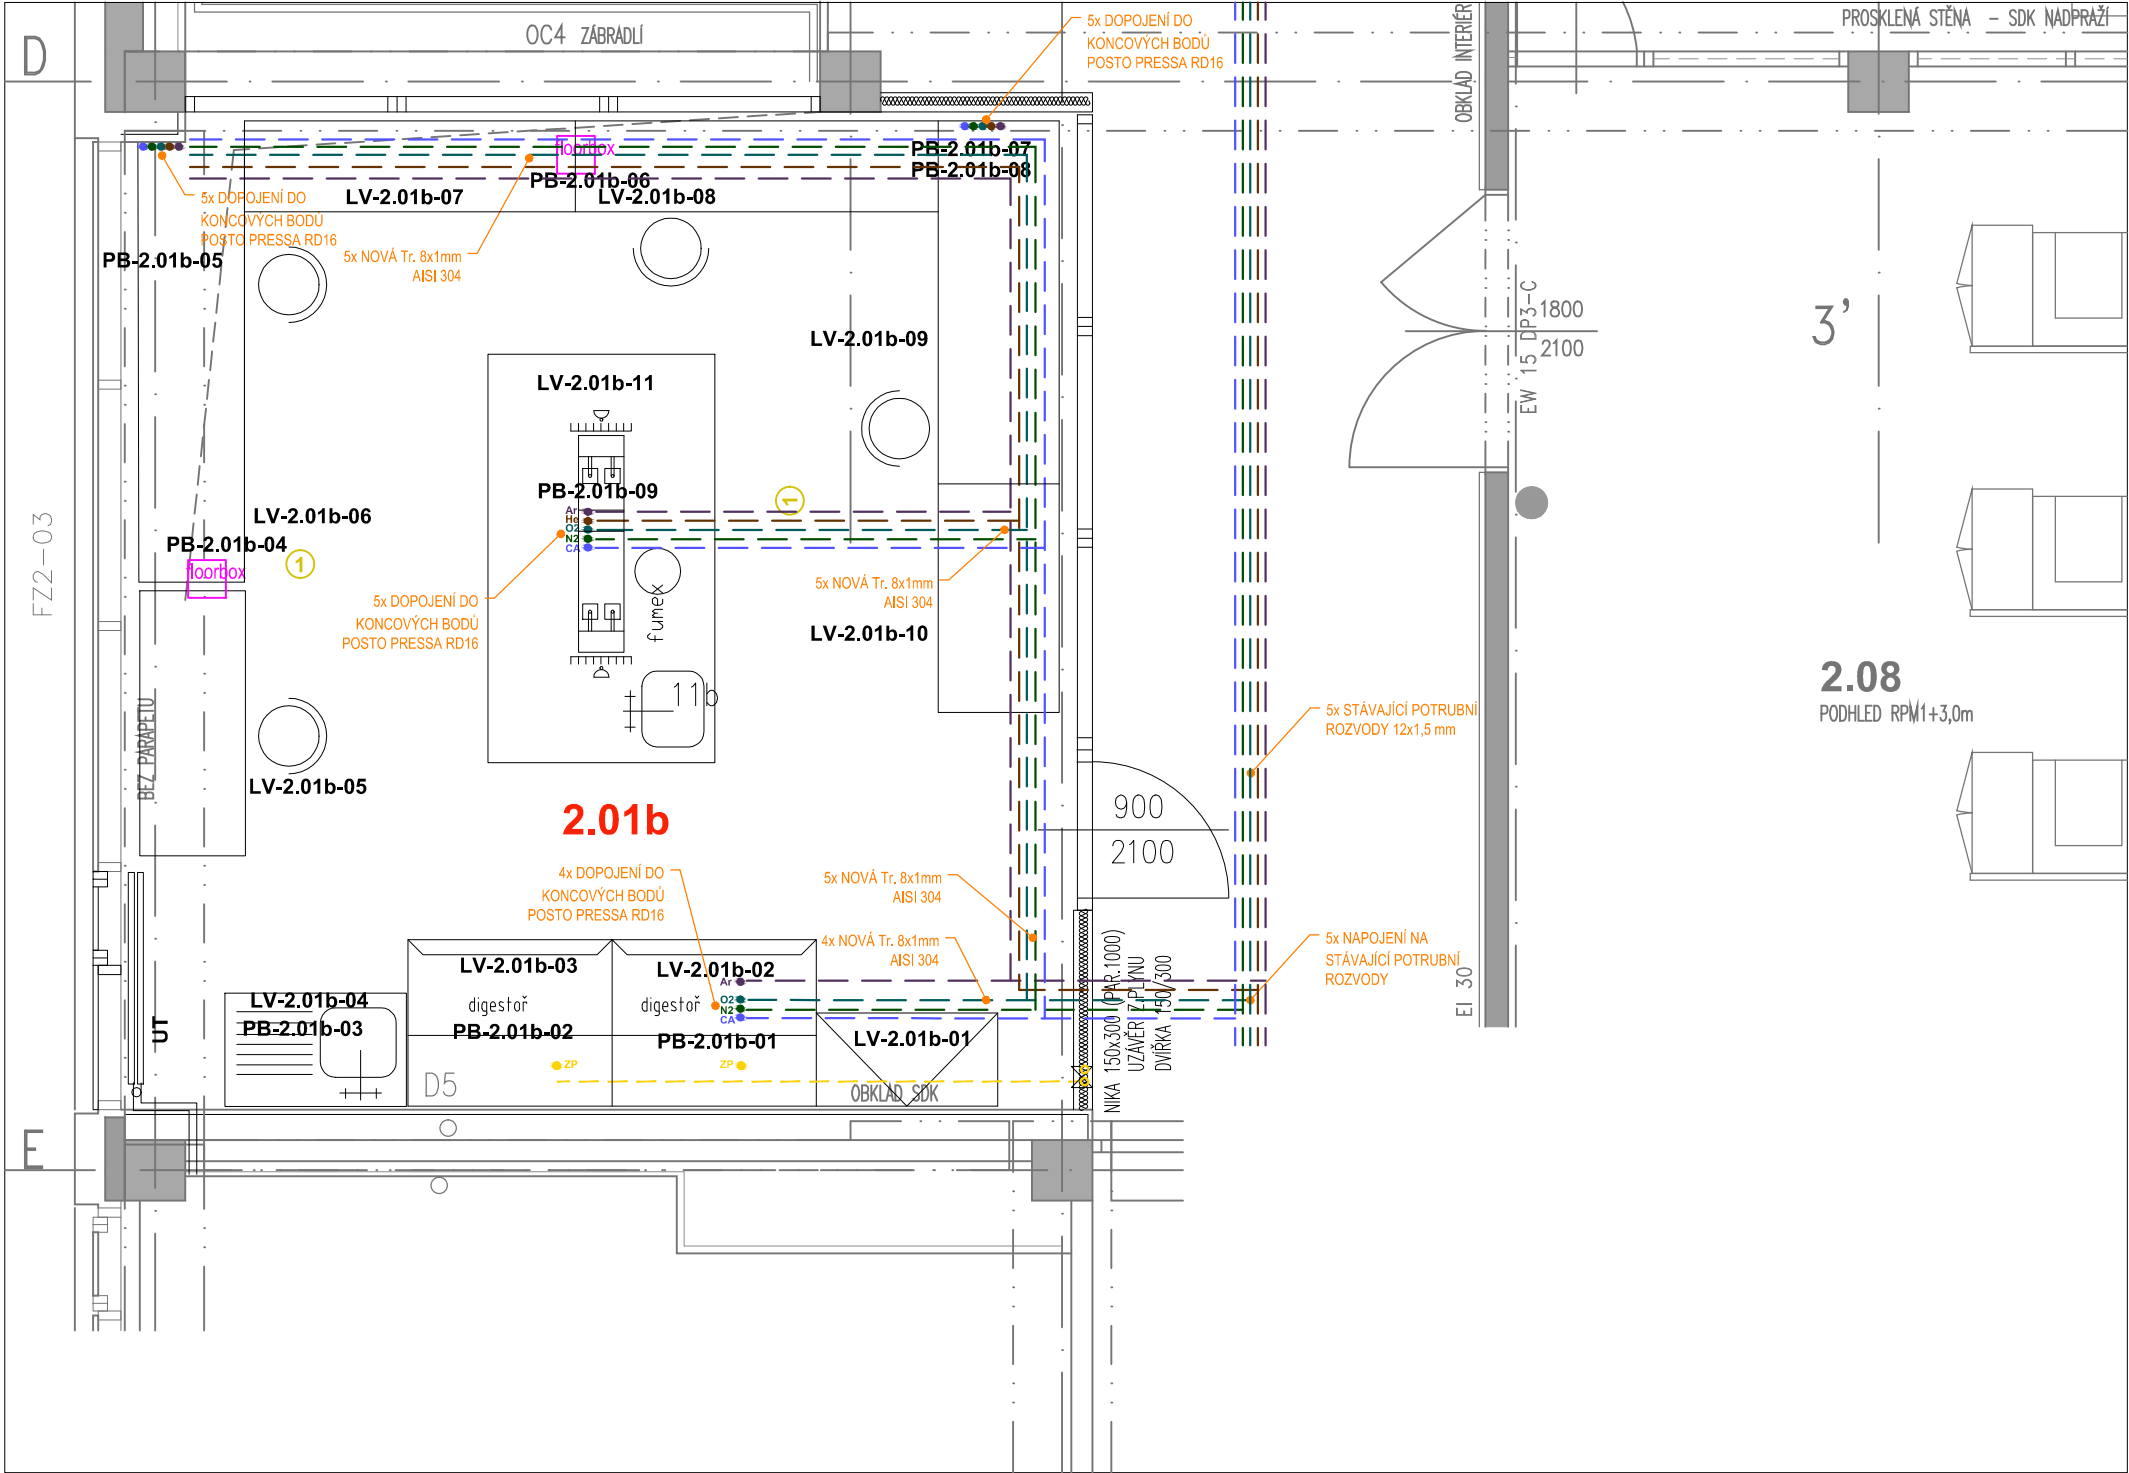 D
OC4 ZÁBRADLÍ
5x DOPOJENÍ DO
KONCOVÝCH BODŮ
POSTO PRESSA RD16
OBKLAD INTERIÉR
PROSKLENÁ STĚNA – SDK NADPRAŽÍ
floorbox
PB-2.01b-07
PB-2.01b-08
PB-2.01b-06
LV-2.01b-07
LV-2.01b-08
5x DOPOJENÍ DO
KONCOVÝCH BODŮ
POSTO PRESSA RD16
PB-2.01b-05
5x NOVÁ Tr. 8x1mm
AISI 304
LV-2.01b-09
EW 15 DP3-C
1800
2100
3’
LV-2.01b-11
PB-2.01b-09
Ar
He
O2
N2
CA
1
LV-2.01b-06
PB-2.01b-04
floorbox
1
FZ2-03
5x NOVÁ Tr. 8x1mm
AISI 304
5x DOPOJENÍ DO
KONCOVÝCH BODŮ
POSTO PRESSA RD16
fumex
LV-2.01b-10
11b
2.08
PODHLED RPM1+3,0m
5x STÁVAJÍCÍ POTRUBNÍ
ROZVODY 12x1,5 mm
BEZ PARAPETU
LV-2.01b-05
2.01b
900
2100
4x DOPOJENÍ DO
KONCOVÝCH BODŮ
POSTO PRESSA RD16
5x NOVÁ Tr. 8x1mm
AISI 304
4x NOVÁ Tr. 8x1mm
AISI 304
5x NAPOJENÍ NA
STÁVAJÍCÍ POTRUBNÍ
ROZVODY
EI 30
LV-2.01b-03
LV-2.01b-02
Ar
O2
N2
CA
digestoř
digestoř
LV-2.01b-04
PB-2.01b-03
PB-2.01b-02
PB-2.01b-01
LV-2.01b-01
UT
ZP
ZP
D5
OBKLAD SDK
NIKA 150x300 (PAR.1000)
UZÁVĚR Z.PLYNU
DVÍŘKA 150/300
E